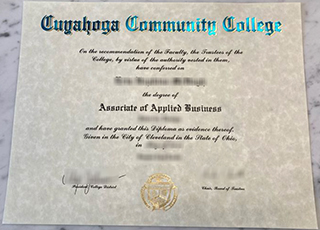 Cuyahoga Community College
On the recommendation of the Faculty, the Trustees of the
College, by virtue of the authority vested in them,
have conferred on
the degree of
Associate of Applied Business
and have granted this Diploma as evidence thereof.
Given in the City of Cleveland in the State of Ohio,
President, College District
Chair, Board of Trustees